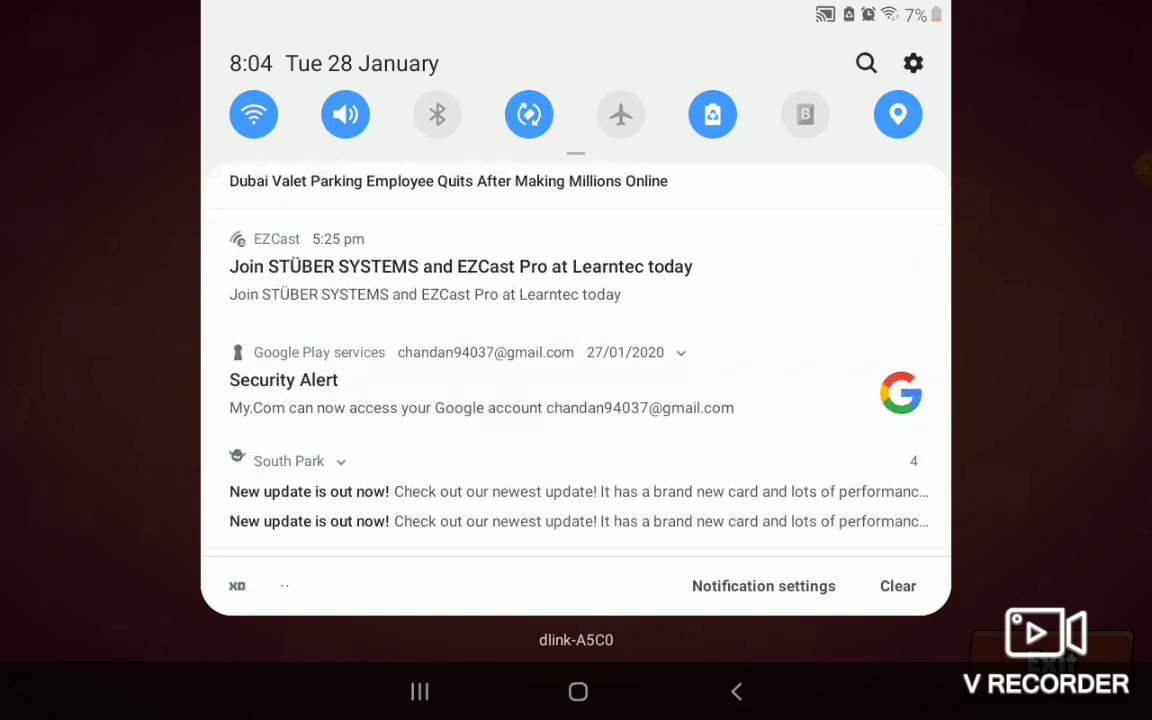 7%
8:04 Tue 28 January
B
Dubai Valet Parking Employee Quits After Making Millions Online
EZCast 5:25 pm
Join STÜBER SYSTEMS and EZCast Pro at Learntec today
Join STÜBER SYSTEMS and EZCast Pro at Learntec today
Google Play services chandan94037@gmail.com 27/01/2020
Security Alert
My.Com can now access your Google account chandan94037@gmail.com
G
South Park 4
New update is out now! Check out our newest update! It has a brand new card and lots of performanc...
New update is out now! Check out our newest update! It has a brand new card and lots of performanc...
XD Notification settings Clear
dlink-A5C0
Exit
V RECORDER